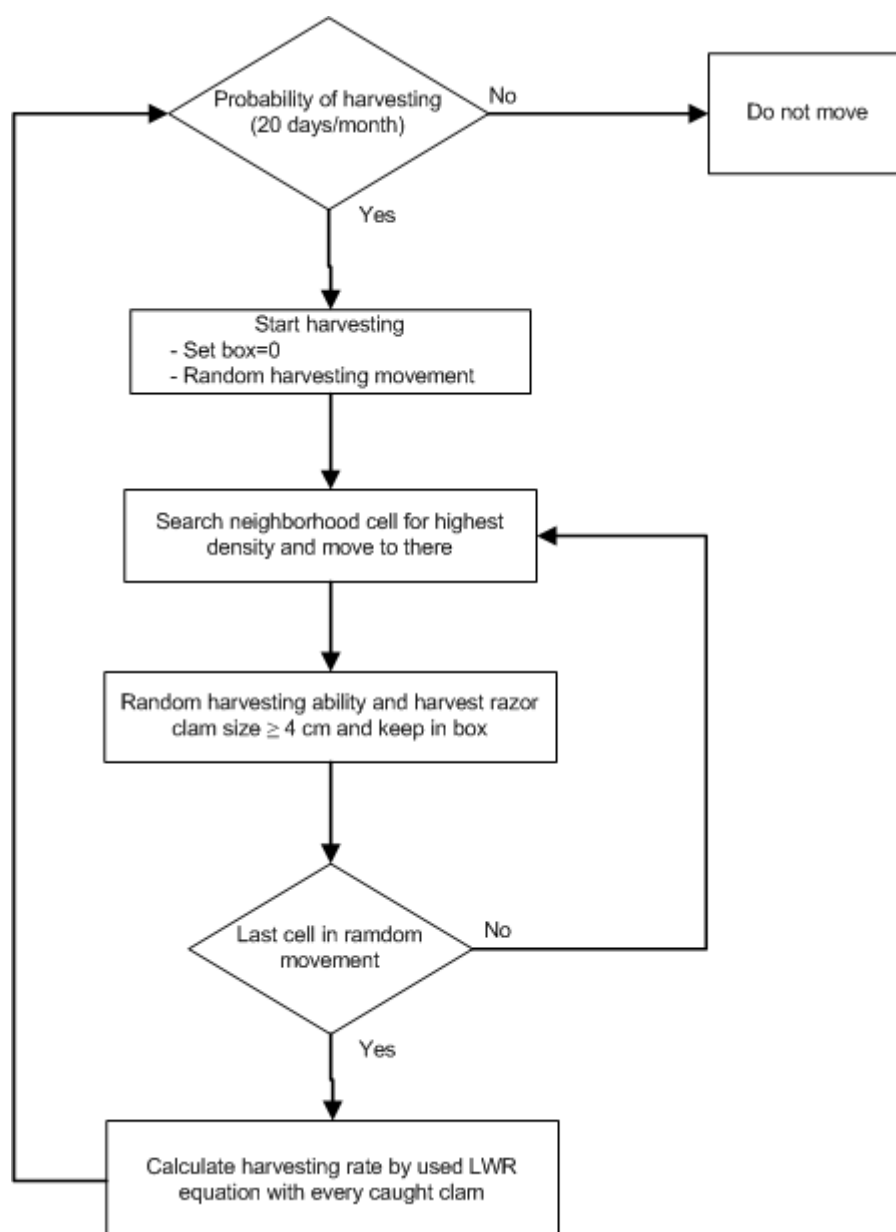 Probability of harvesting
(20 days/month)
No
Do not move
Yes
Start harvesting
- Set box=0
- Random harvesting movement
Search neighborhood cell for highest
density and move to there
Random harvesting ability and harvest razor
clam size ≥ 4 cm and keep in box
Last cell in ramdom
movement
No
Yes
Calculate harvesting rate by used LWR
equation with every caught clam